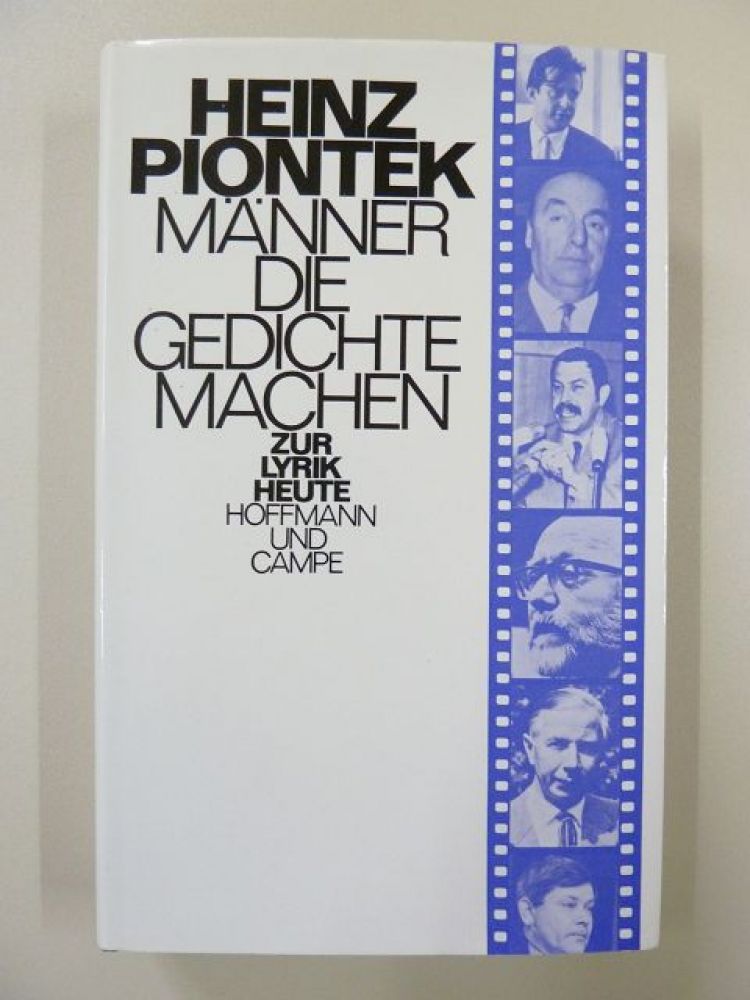 HEINZ
PIONTEK
MÄNNER
DIE
GEDICHTE
MACHEN
ZUR
LYRIK
HEUTE
HOFFMANN
UND
CAMPE